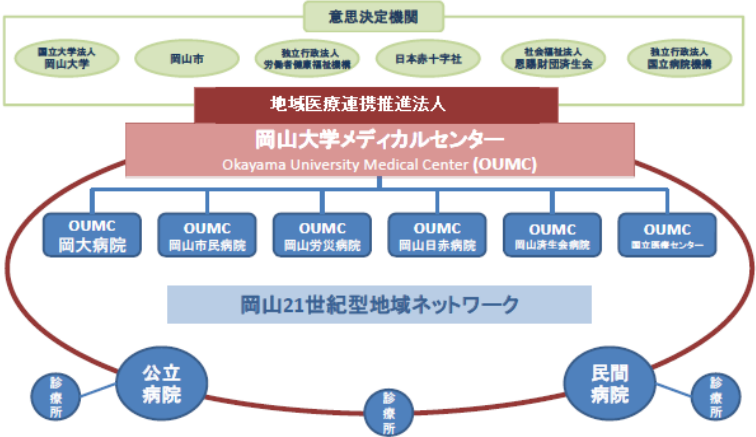 意思決定機関
国立大学法人
岡山大学
岡山市
独立行政法人
労働者健康福祉機構
日本赤十字社
社会福祉法人
恩賜財団済生会
独立行政法人
国立病院機構
地域医療連携推進法人
岡山大学メディカルセンター
Okayama University Medical Center (OUMC)
OUMC
岡大病院
OUMC
岡山市民病院
OUMC
岡山労災病院
OUMC
岡山日赤病院
OUMC
岡山済生会病院
OUMC
国立医療センター
岡山21世紀型地域ネットワーク
公立
病院
民間
病院
診療所
診療所
診療所